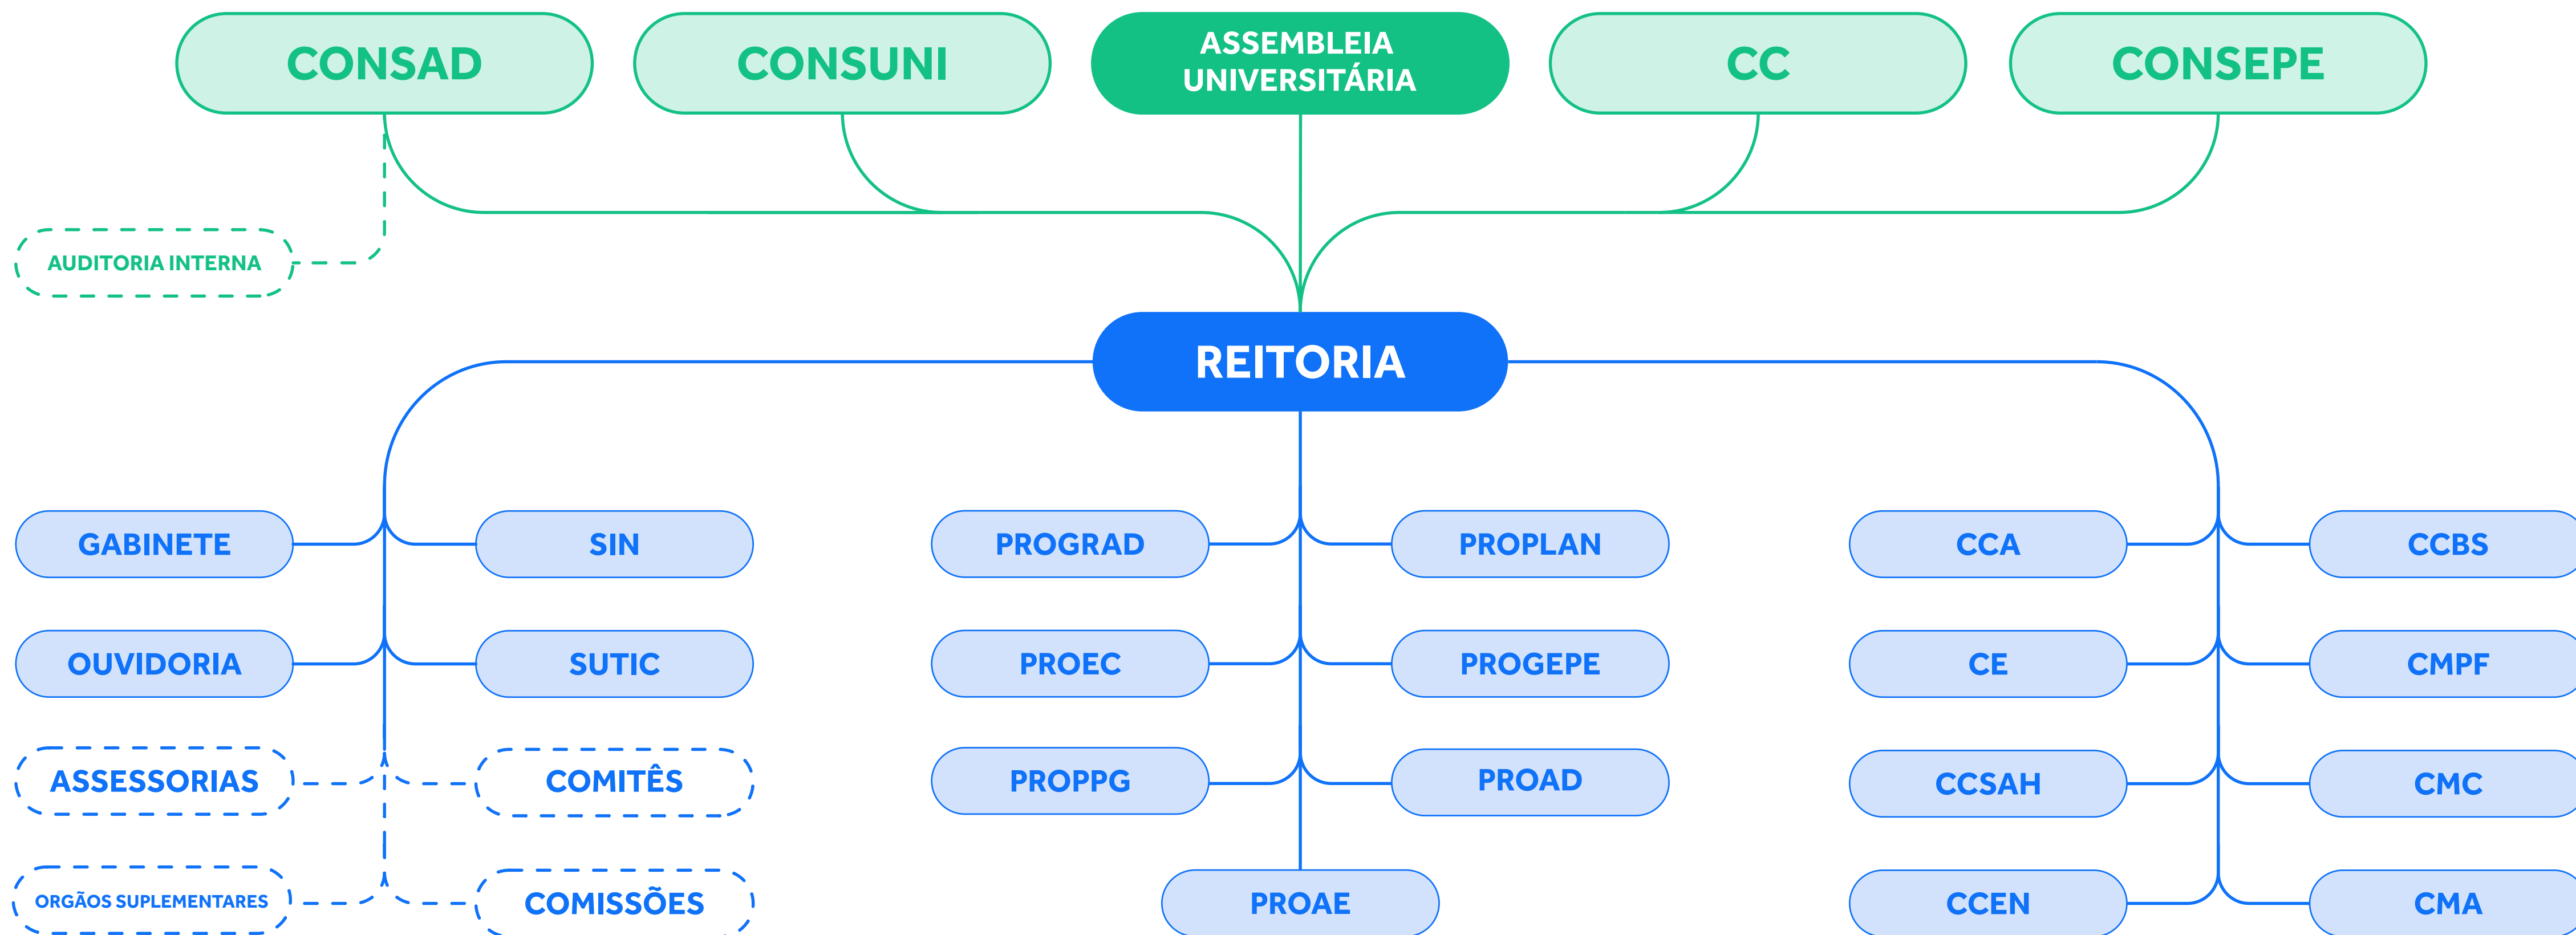 CONSAD
CONSUNI
ASSEMBLEIA
UNIVERSITÁRIA
CC
CONSEPE
AUDITORIA INTERNA
REITORIA
GABINETE
SIN
PROGRAD
PROPLAN
CCA
CCBS
OUVIDORIA
SUTIC
PROEC
PROGEPE
CE
CMPF
ASSESSORIAS
COMITÊS
PROPPG
PROAD
CCSAH
CMC
ORGÃOS SUPLEMENTARES
COMISSÕES
PROAE
CCEN
CMA